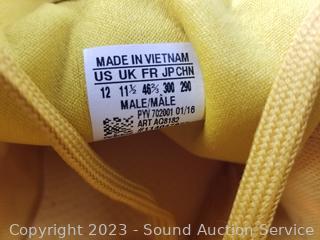 MADE IN VIETNAM
US UK FR JP CHN
12 11½ 46⅔ 300 290
MALE/MÂLE
PYV 702001 01/16
ART AQ8182
Copyright 2023 - Sound Auction Service